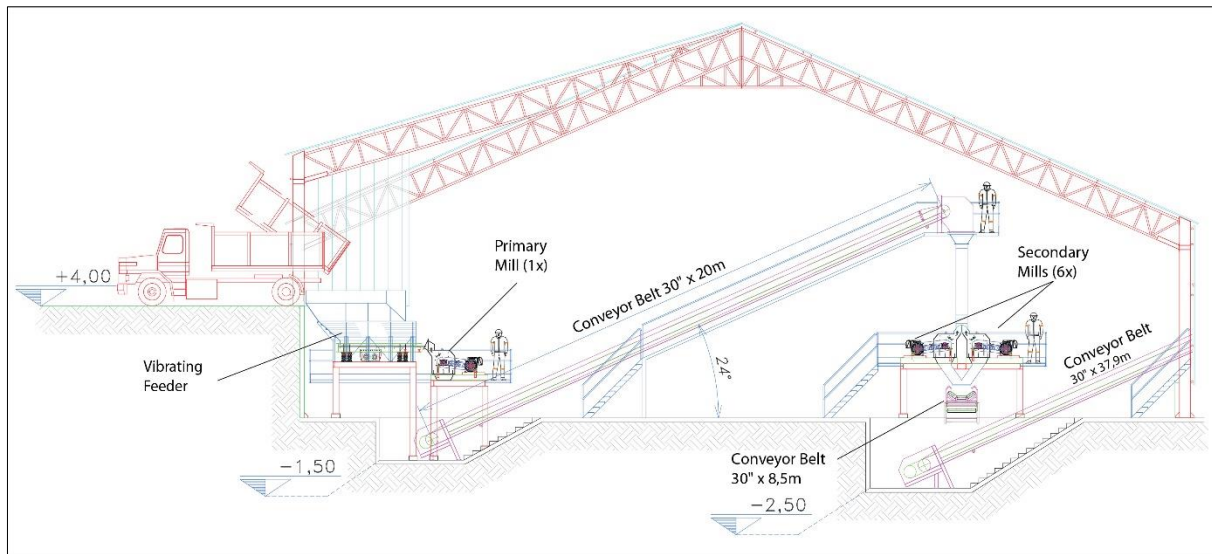 +4,00
Primary
Mill (1x)
Conveyor Belt 30" x 20m
Secondary
Mills (6x)
Vibrating
Feeder
24°
Conveyor Belt
30" x 37,9m
-1,50
Conveyor Belt
30" x 8,5m
-2,50